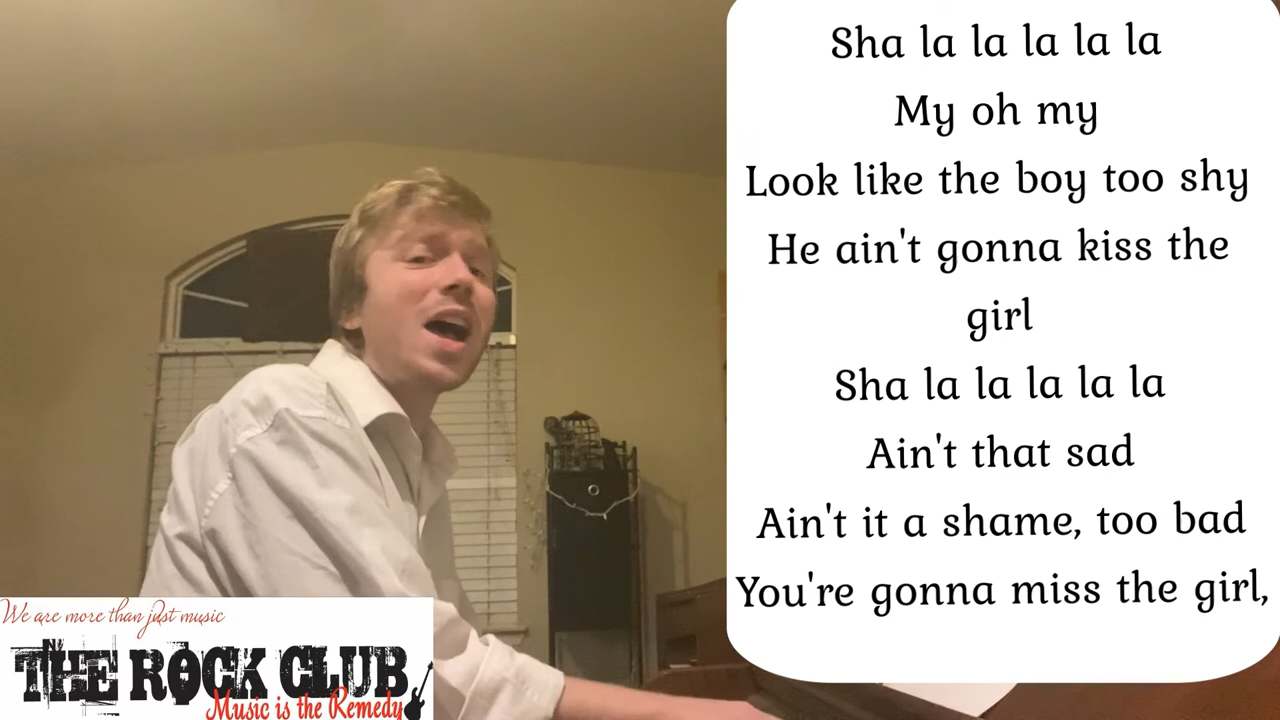 Sha la la la la la
My oh my
Look like the boy too shy
He ain't gonna kiss the
girl
Sha la la la la la
Ain't that sad
Ain't it a shame, too bad
You're gonna miss the girl,
We are more than just music
THE ROCK CLUB
Music is the Remedy